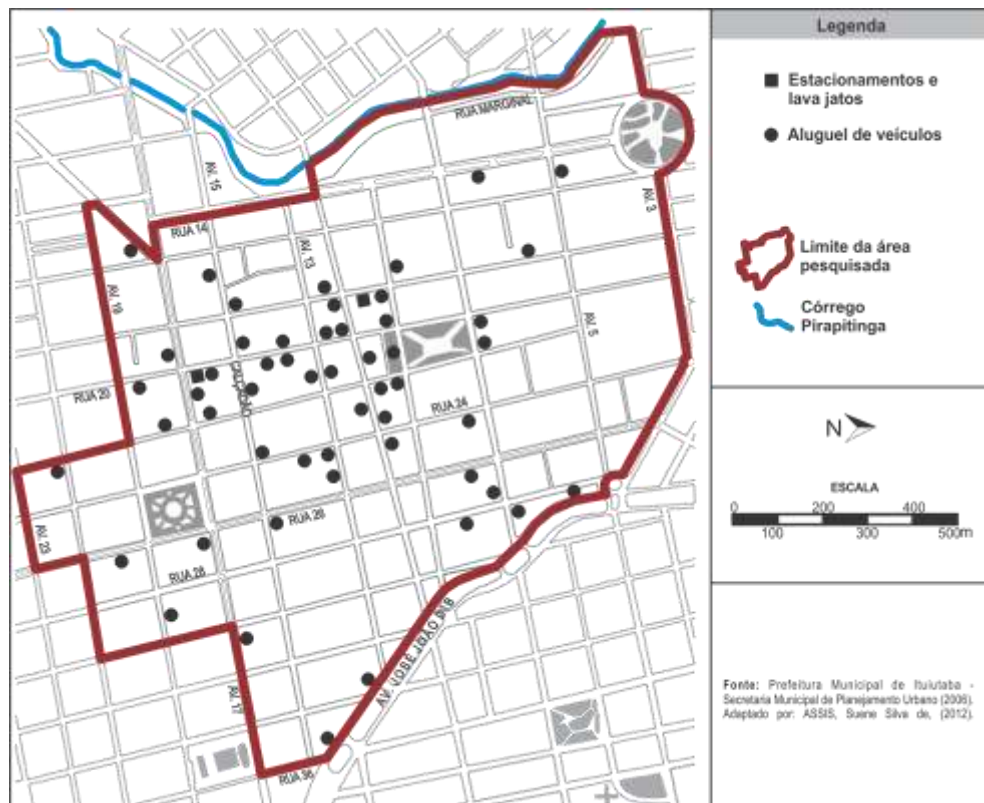 Legenda
Estacionamentos e
lava jatos
Aluguel de veículos
Limite da área
pesquisada
Córrego
Pirapitinga
N
ESCALA
0 200 400
100 300 500m
Fonte: Prefeitura Municipal de Ituiutaba -
Secretaria Municipal de Planejamento Urbano (2006).
Adaptado por: ASSIS, Suene Silva de, (2012).
RUA MARGINAL
AV. 15
AV. 3
RUA 14
AV. 13
AV. 19
AV. 5
CALÇADÃO
RUA 20
RUA 24
RUA 26
AV. 23
RUA 28
AV. JOSÉ JOÃO DIB
AV. 17
RUA 36